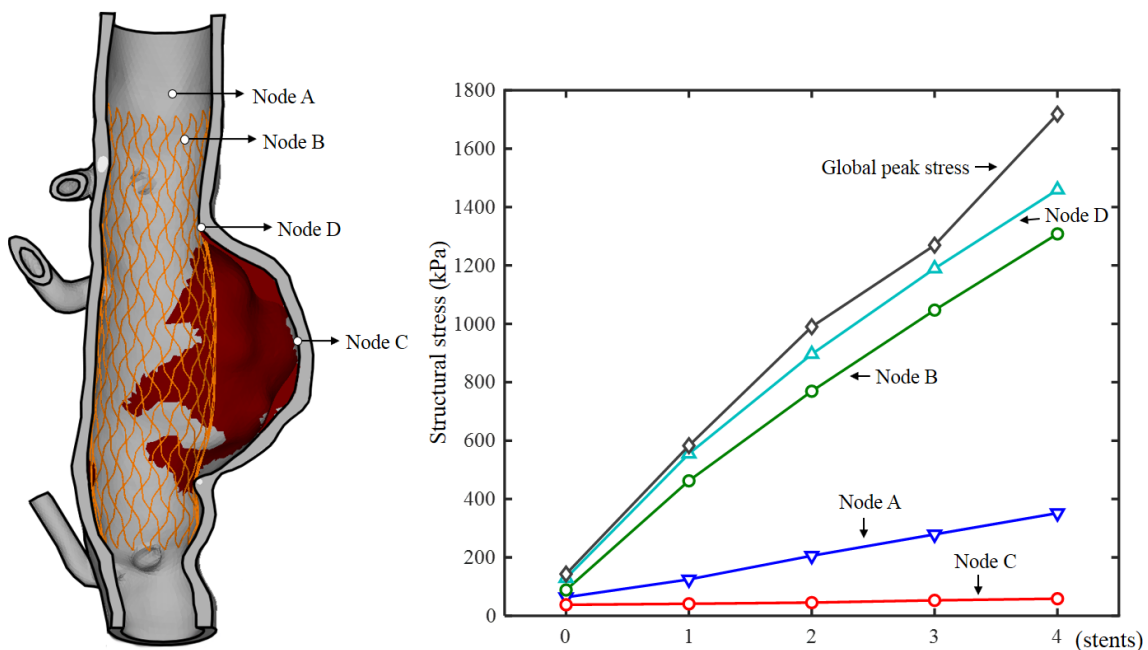 Node A
Node B
Node D
Node C
Structural stress (kPa)
1800
1600
1400
1200
1000
800
600
400
200
0
Global peak stress
Node D
Node B
Node A
Node C
0 1 2 3 4 (stents)